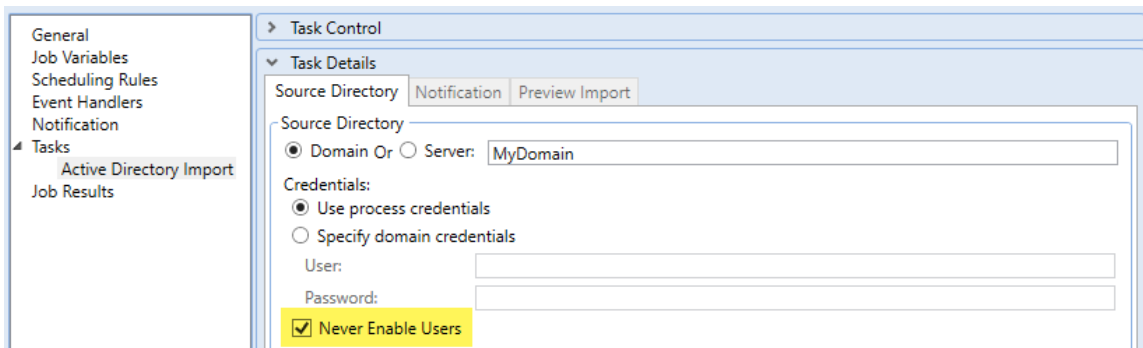 General
Job Variables
Scheduling Rules
Event Handlers
Notification
Tasks
Active Directory Import
Job Results
Task Control
Task Details
Source Directory Notification Preview Import
Source Directory
Domain Or Server: MyDomain
Credentials:
Use process credentials
Specify domain credentials
User:
Password:
Never Enable Users